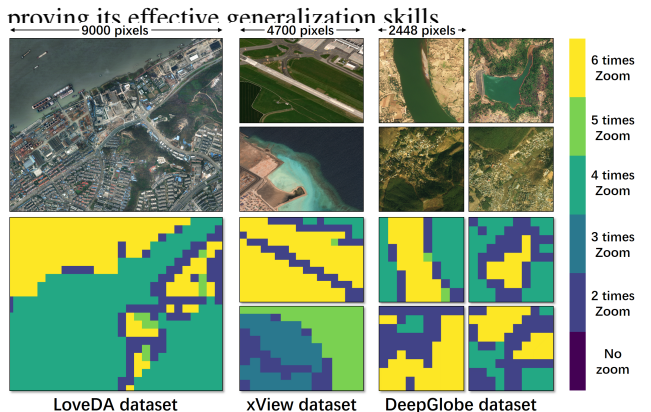 proving its effective generalization skills
9000 pixels
4700 pixels
2448 pixels
6 times
Zoom
5 times
Zoom
4 times
Zoom
3 times
Zoom
2 times
Zoom
No
zoom
LoveDA dataset
xView dataset
DeepGlobe dataset